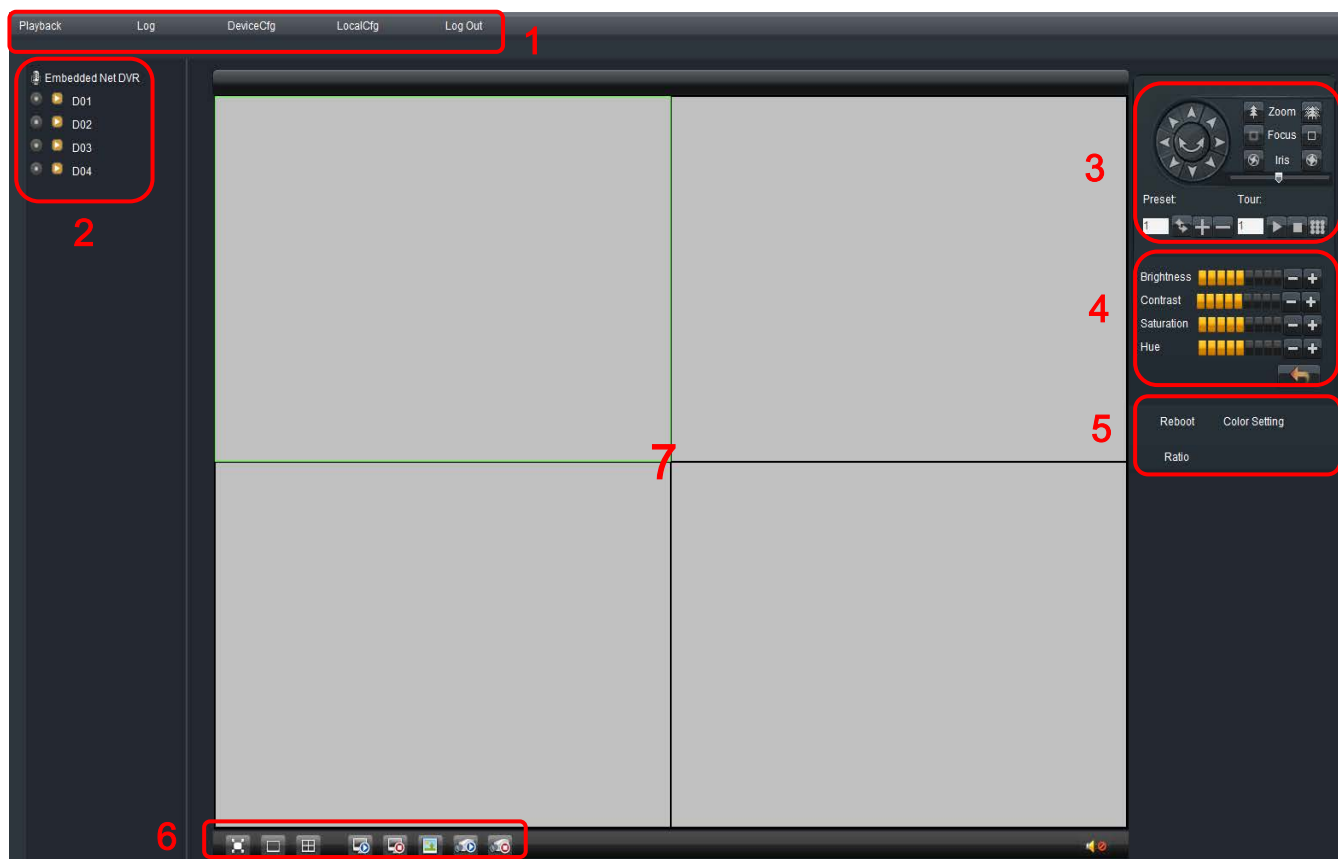 Playback Log DeviceCfg LocalCfg Log Out
1
Embedded Net DVR
D01
D02
D03
D04
2
3
Zoom
Focus
Iris
Preset: Tour:
1 1
4
Brightness
Contrast
Saturation
Hue
5
Reboot Color Setting
Ratio
7
6